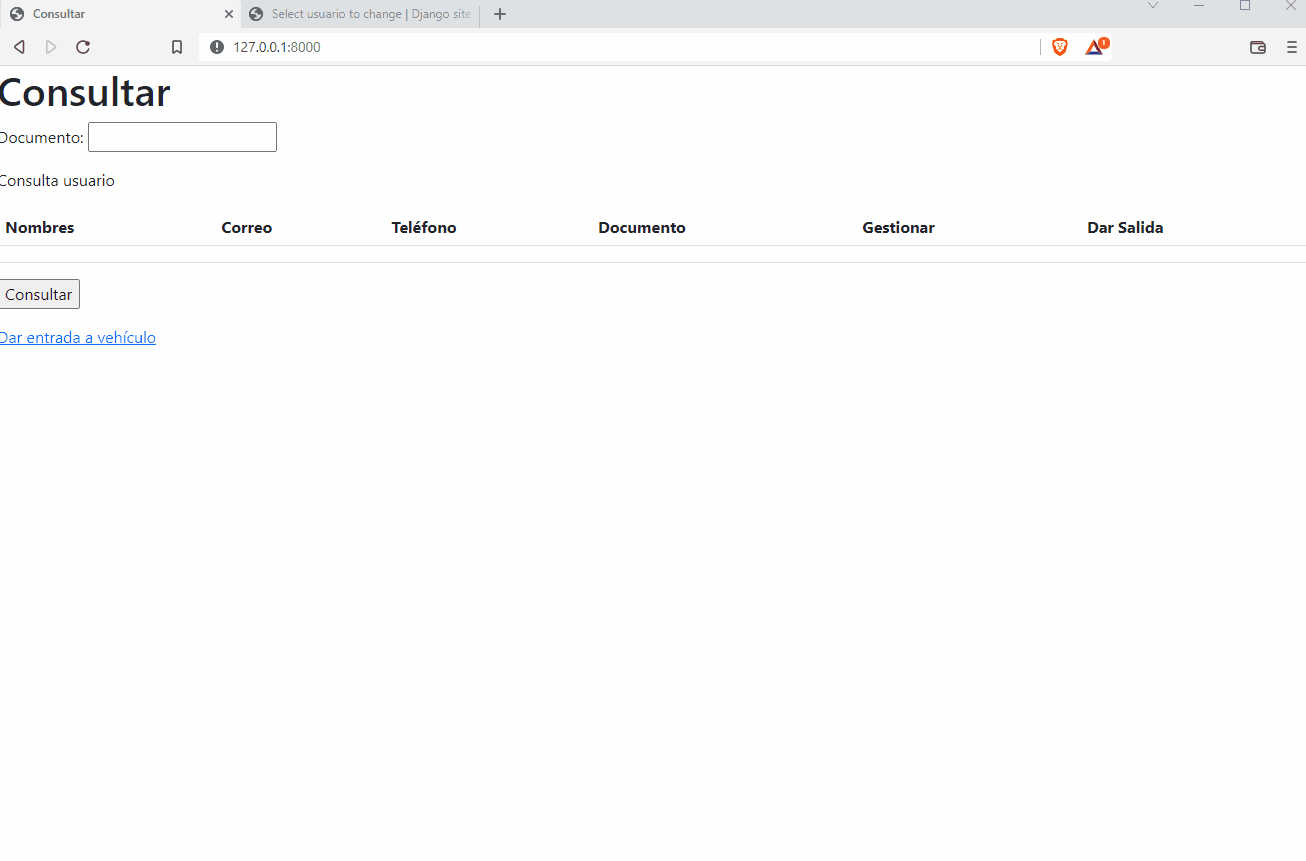 Consultar
Select usuario to change | Django site
127.0.0.1:8000
Consultar
Documento:
Consulta usuario
Nombres Correo Teléfono Documento Gestionar Dar Salida
Consultar
Dar entrada a vehículo